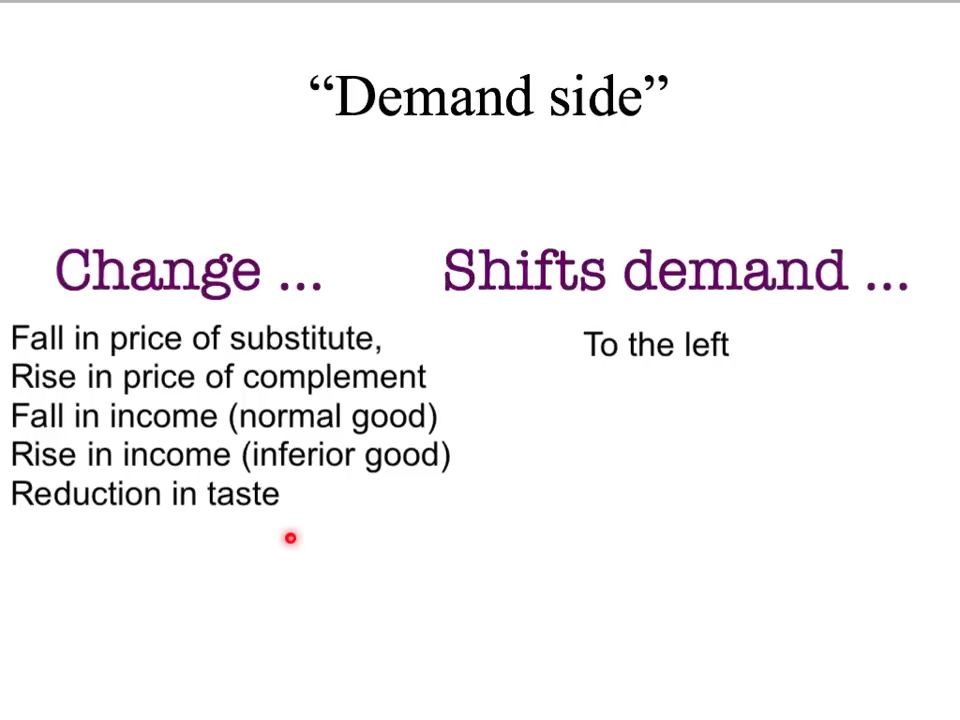 “Demand side”
Change ...
Shifts demand ...
Fall in price of substitute,
Rise in price of complement
Fall in income (normal good)
Rise in income (inferior good)
Reduction in taste
To the left